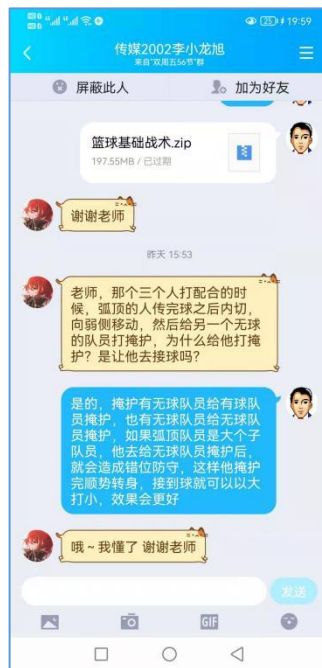 25 19:59
传媒2002李小龙旭
来自"双周五56节"群
屏蔽此人
加为好友
篮球基础战术.zip
197.55MB / 已过期
谢谢老师
昨天 15:53
老师，那个三个人打配合的时
候，弧顶的人传完球之后内切，
向弱侧移动，然后给另一个无球
的队员打掩护，为什么给他打掩
护？是让他去接球吗？
是的，掩护有无球队员给有球队
员掩护，也有无球队员给无球队
员掩护，如果弧顶队员是大个子
队员，他去给无球队员掩护后，
就会造成错位防守，这样他掩护
完顺势转身，接到球就可以以大
打小，效果会更好
哦～我懂了 谢谢老师
发送
GIF